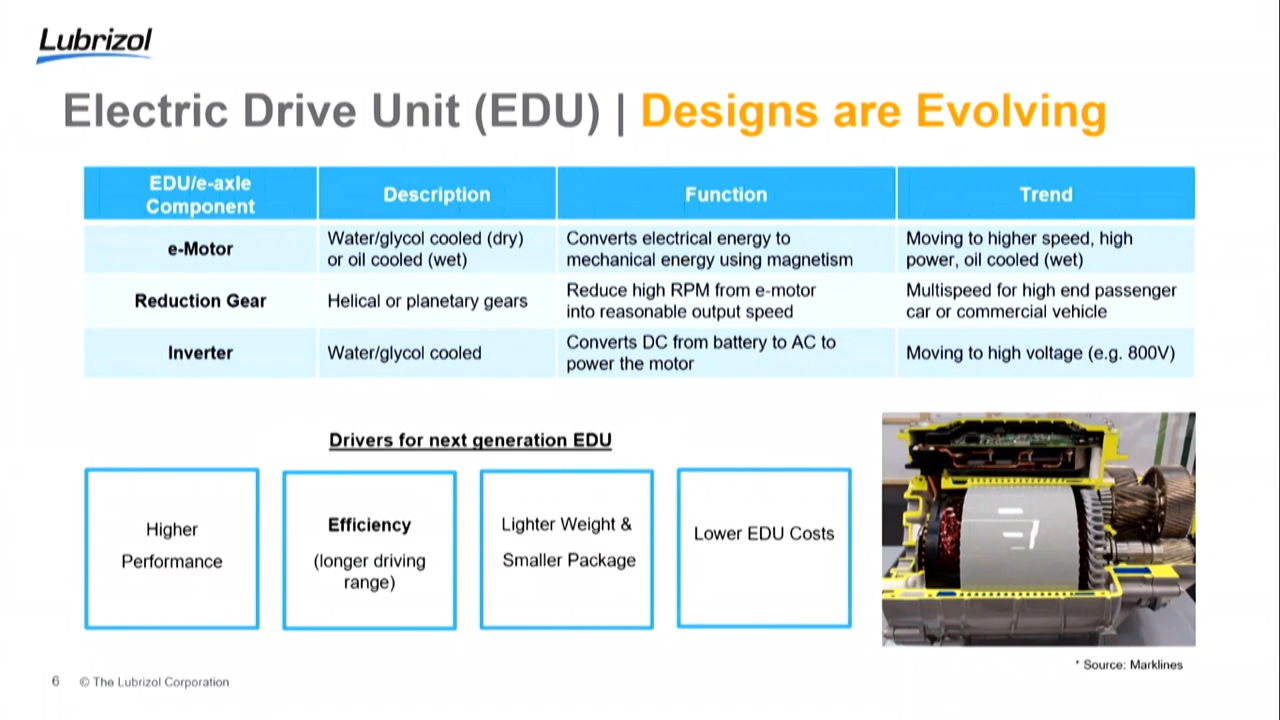 Lubrizol
Electric Drive Unit (EDU) | Designs are Evolving
EDU/e-axle
Component
Description
Function
Trend
e-Motor
Water/glycol cooled (dry)
or oil cooled (wet)
Converts electrical energy to
mechanical energy using magnetism
Moving to higher speed, high
power, oil cooled (wet)
Reduction Gear
Helical or planetary gears
Reduce high RPM from e-motor
into reasonable output speed
Multispeed for high end passenger
car or commercial vehicle
Inverter
Water/glycol cooled
Converts DC from battery to AC to
power the motor
Moving to high voltage (e.g. 800V)
Drivers for next generation EDU
Higher
Performance
Efficiency
(longer driving
range)
Lighter Weight &
Smaller Package
Lower EDU Costs
* Source: Marklines
6 © The Lubrizol Corporation